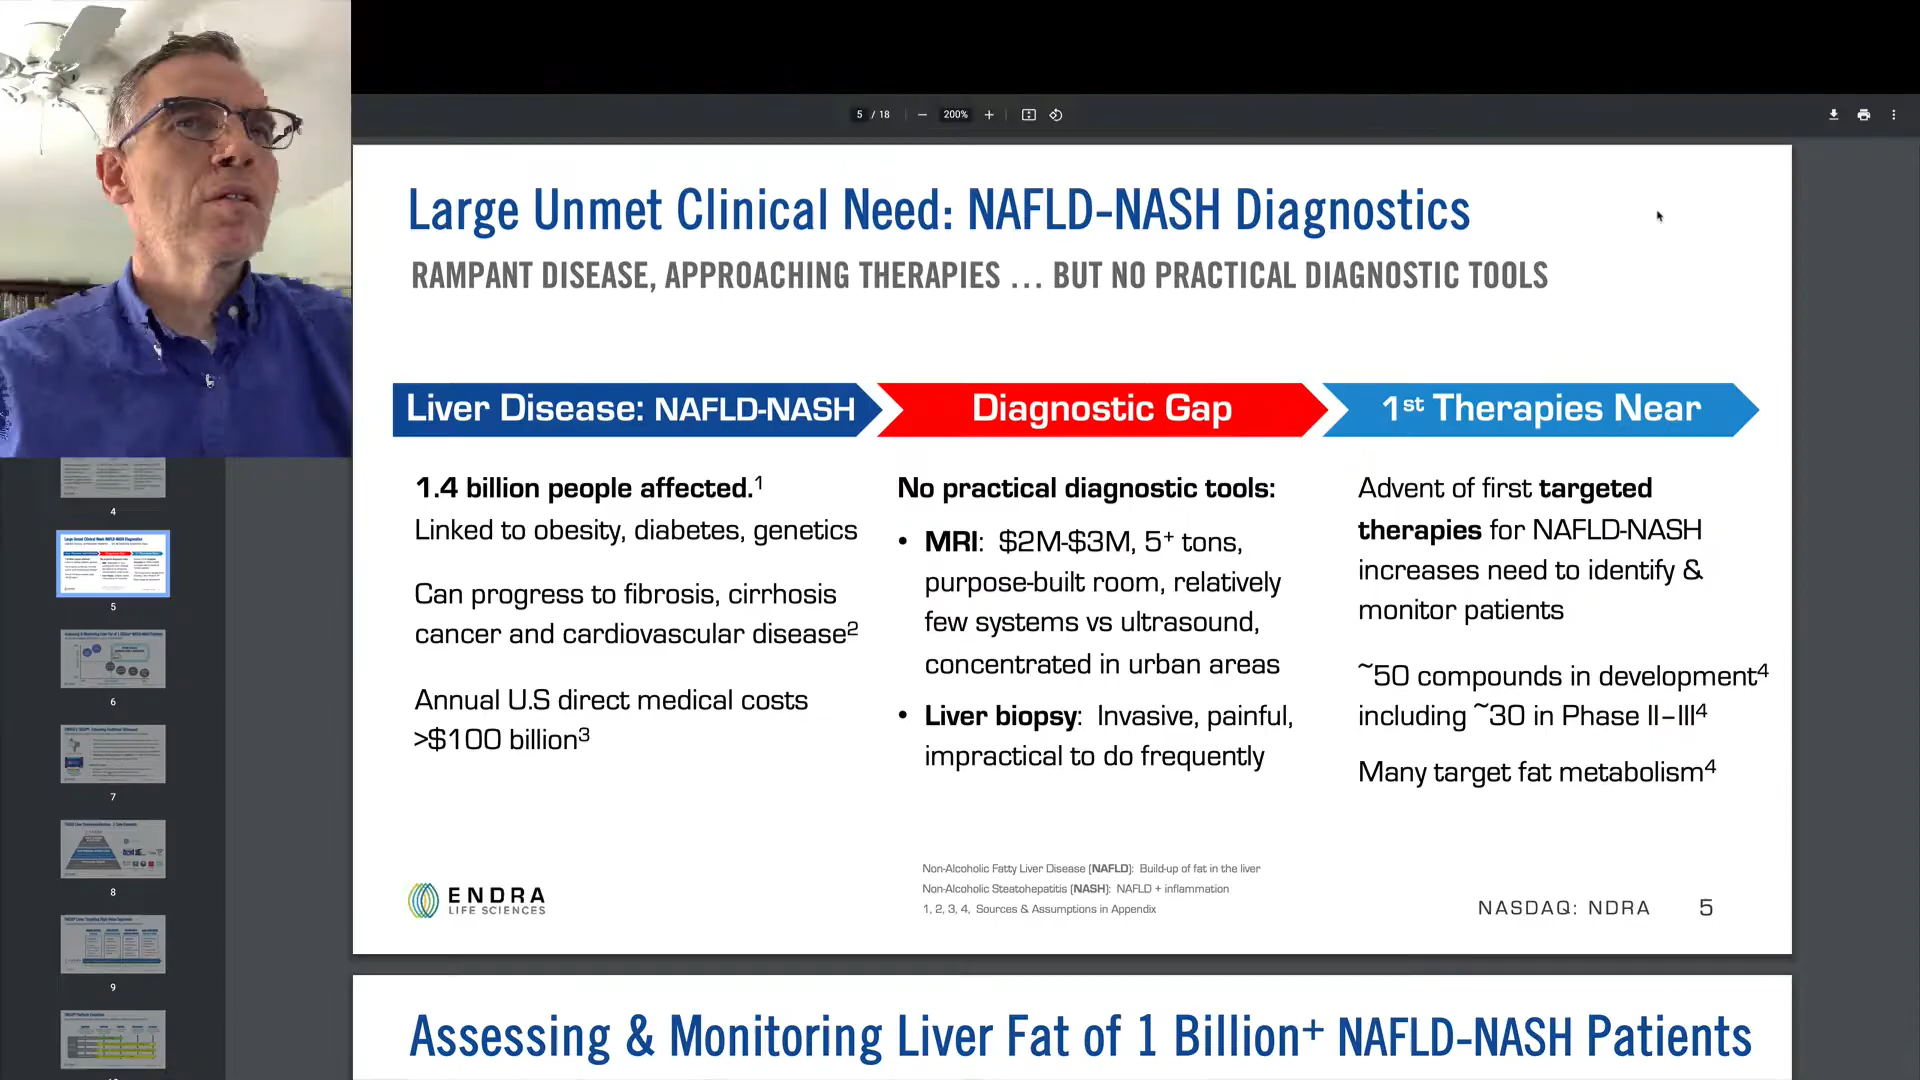 5 / 18
200%
Large Unmet Clinical Need: NAFLD-NASH Diagnostics
RAMPANT DISEASE, APPROACHING THERAPIES ... BUT NO PRACTICAL DIAGNOSTIC TOOLS
Liver Disease: NAFLD-NASH
1.4 billion people affected.1
Linked to obesity, diabetes, genetics
Can progress to fibrosis, cirrhosis
cancer and cardiovascular disease2
Annual U.S direct medical costs
>$100 billion3
Diagnostic Gap
No practical diagnostic tools:
• MRI: $2M-$3M, 5+ tons,
purpose-built room, relatively
few systems vs ultrasound,
concentrated in urban areas
• Liver biopsy: Invasive, painful,
impractical to do frequently
1st Therapies Near
Advent of first targeted
therapies for NAFLD-NASH
increases need to identify &
monitor patients
~50 compounds in development4
including ~30 in Phase II–III4
Many target fat metabolism4
ENDRA
LIFE SCIENCES
Non-Alcoholic Fatty Liver Disease (NAFLD): Build-up of fat in the liver
Non-Alcoholic Steatohepatitis (NASH): NAFLD + inflammation
1, 2, 3, 4, Sources & Assumptions in Appendix
NASDAQ: NDRA 5
Assessing & Monitoring Liver Fat of 1 Billion+ NAFLD-NASH Patients
4
5
6
7
8
9